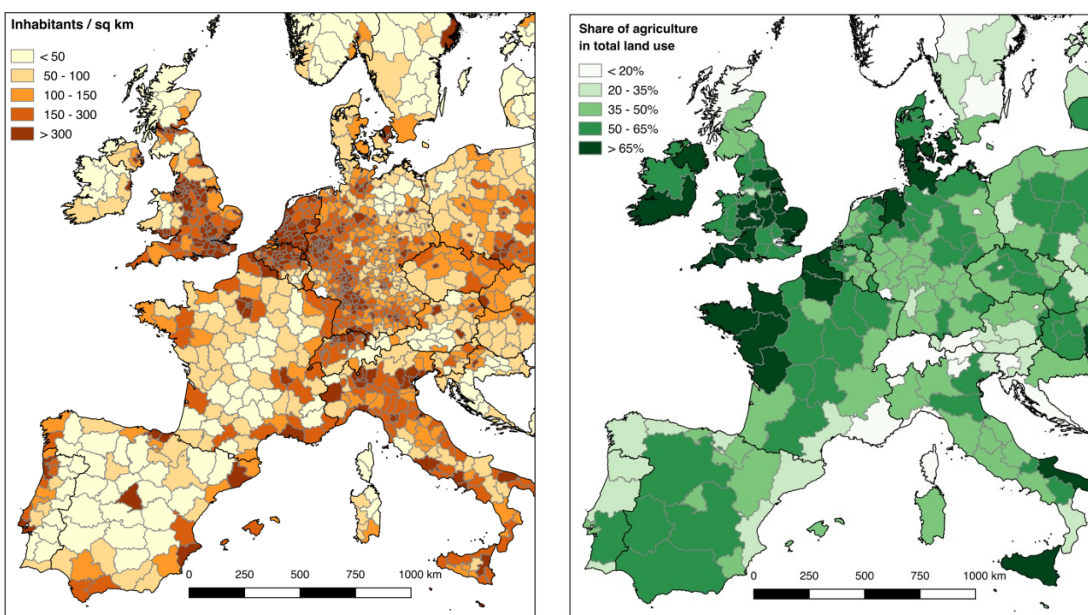 Inhabitants / sq km
< 50
50 - 100
100 - 150
150 - 300
> 300
0 250 500 750 1000 km
Share of agriculture
in total land use
< 20%
20 - 35%
35 - 50%
50 - 65%
> 65%
0 250 500 750 1000 km